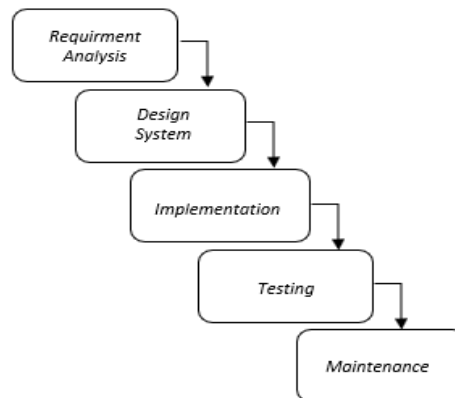 Requirment
Analysis
Design
System
Implementation
Testing
Maintenance